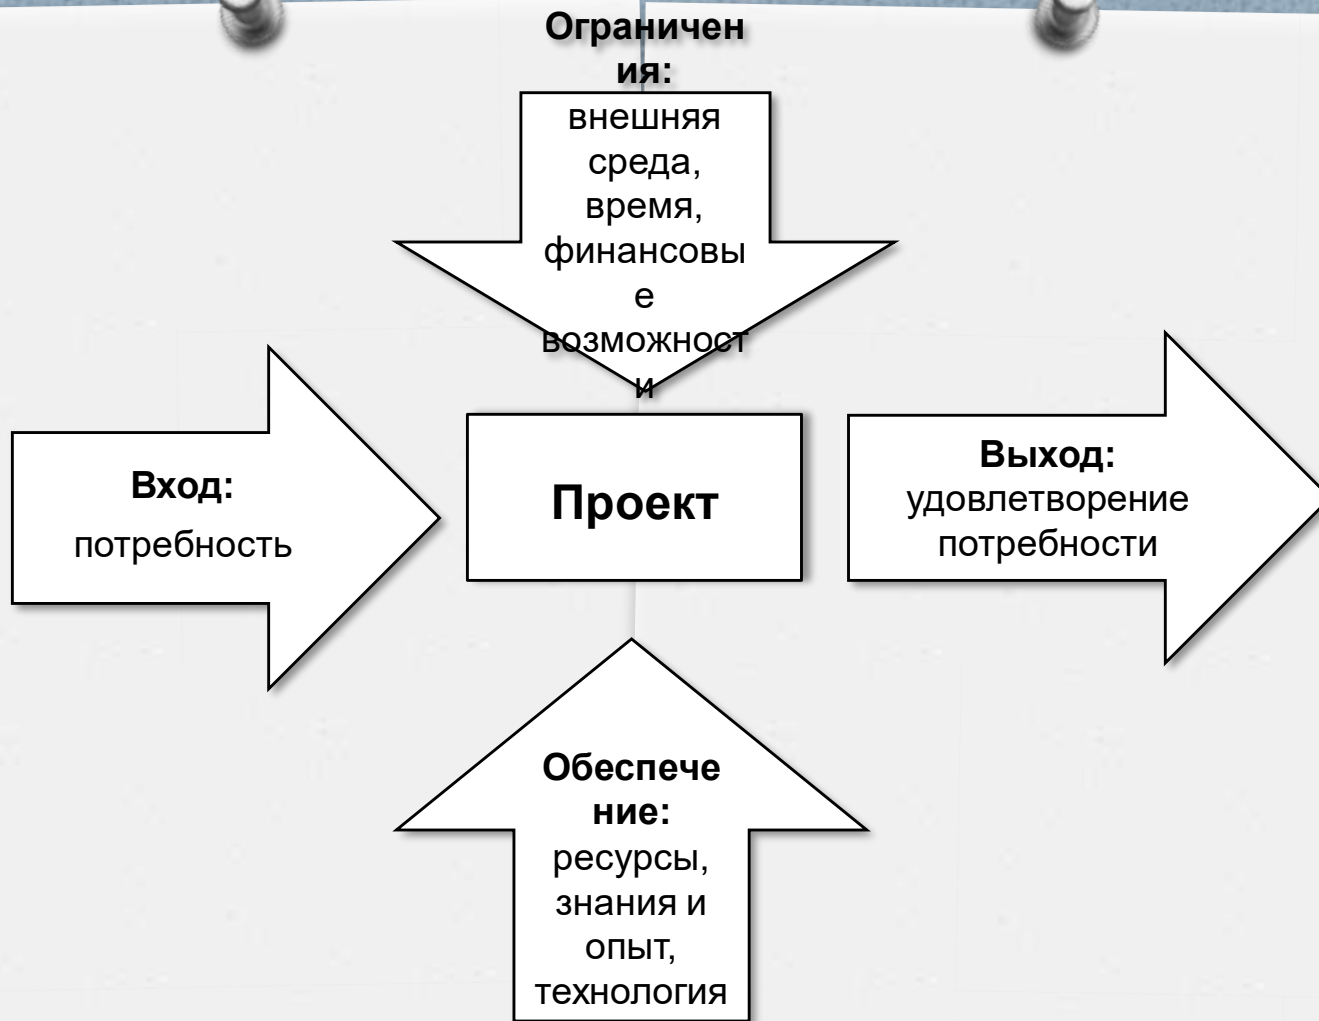 Ограничен
ия:
внешняя
среда,
время,
финансовы
е
возможност
и
Вход:
потребность
Проект
Выход:
удовлетворение
потребности
Обеспече
ние:
ресурсы,
знания и
опыт,
технология